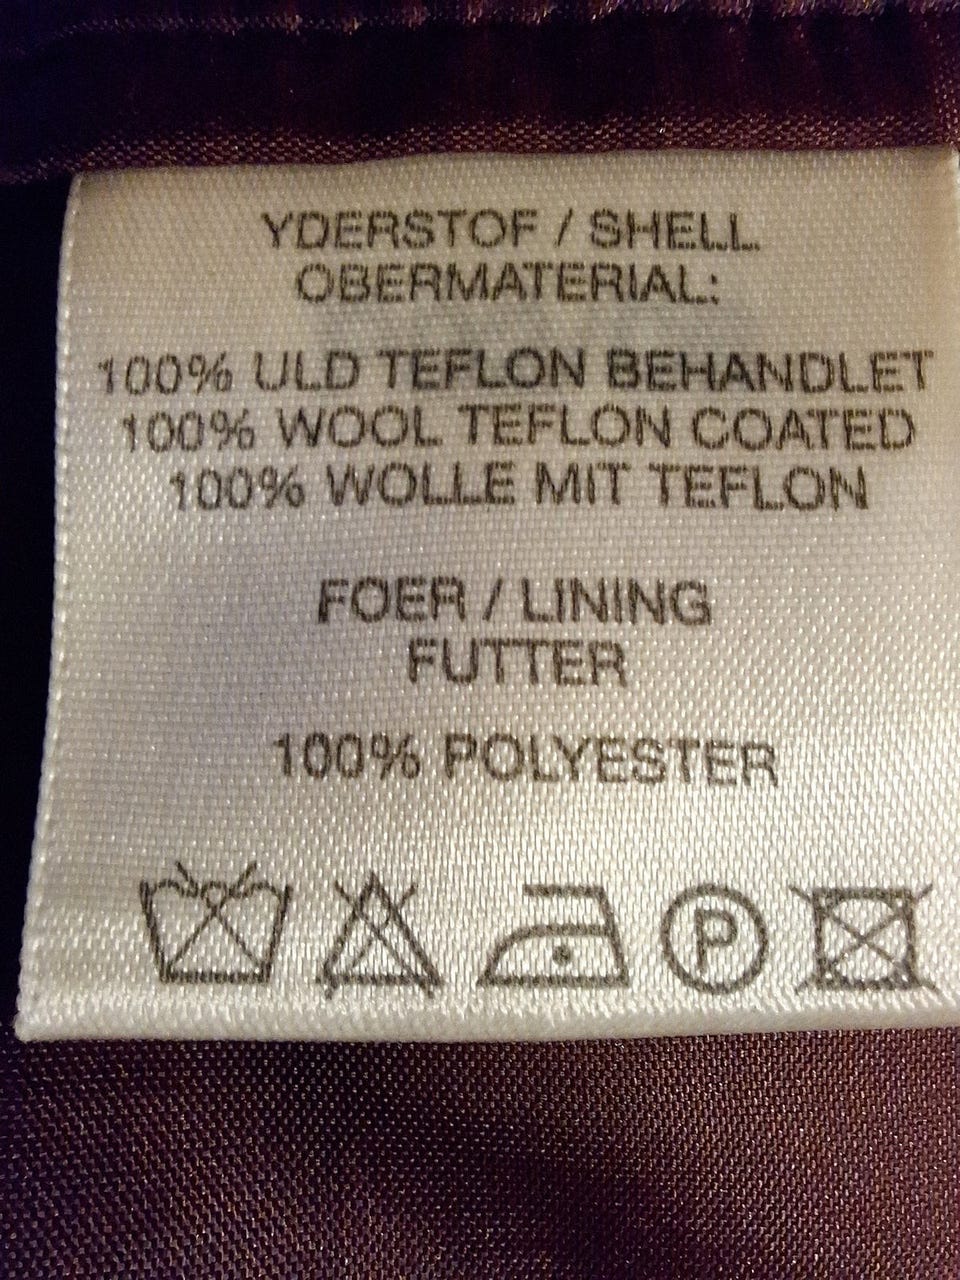 YDERSTOF / SHELL
OBERMATERIAL:
100% ULD TEFLON BEHANDLET
100% WOOL TEFLON COATED
100% WOLLE MIT TEFLON
FOER / LINING
FUTTER
100% POLYESTER
P